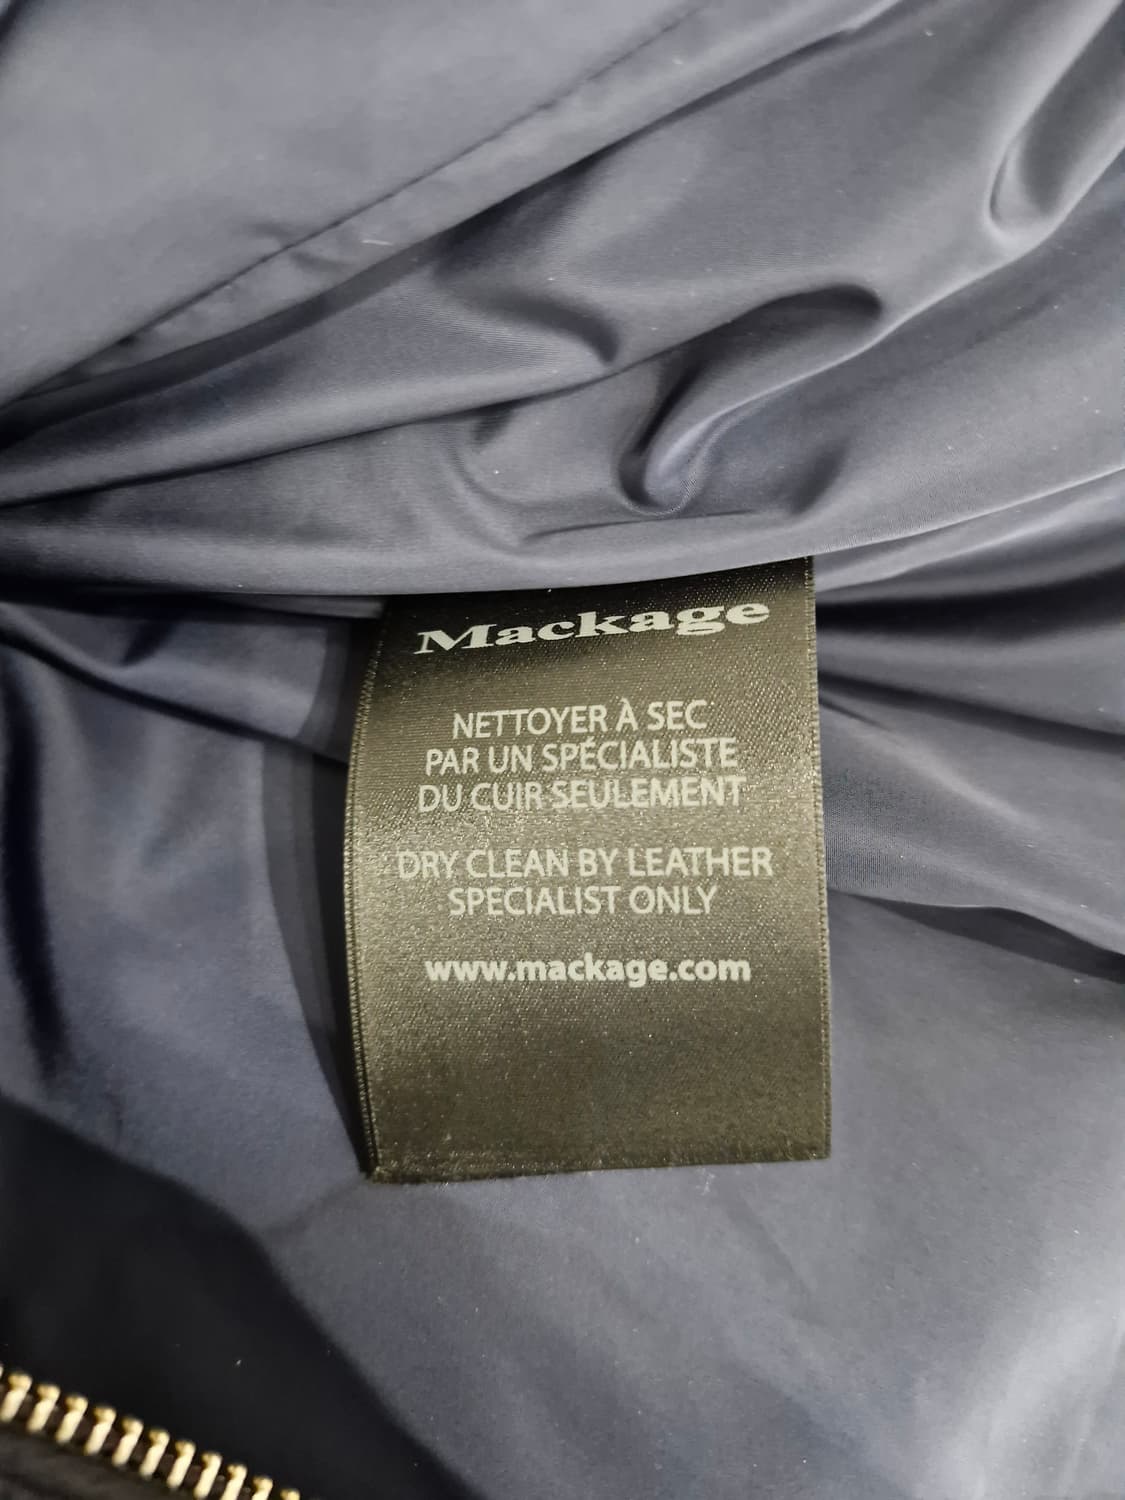 Mackage
NETTOYER À SEC
PAR UN SPÉCIALISTE
DU CUIR SEULEMENT
DRY CLEAN BY LEATHER
SPECIALIST ONLY
www.mackage.com